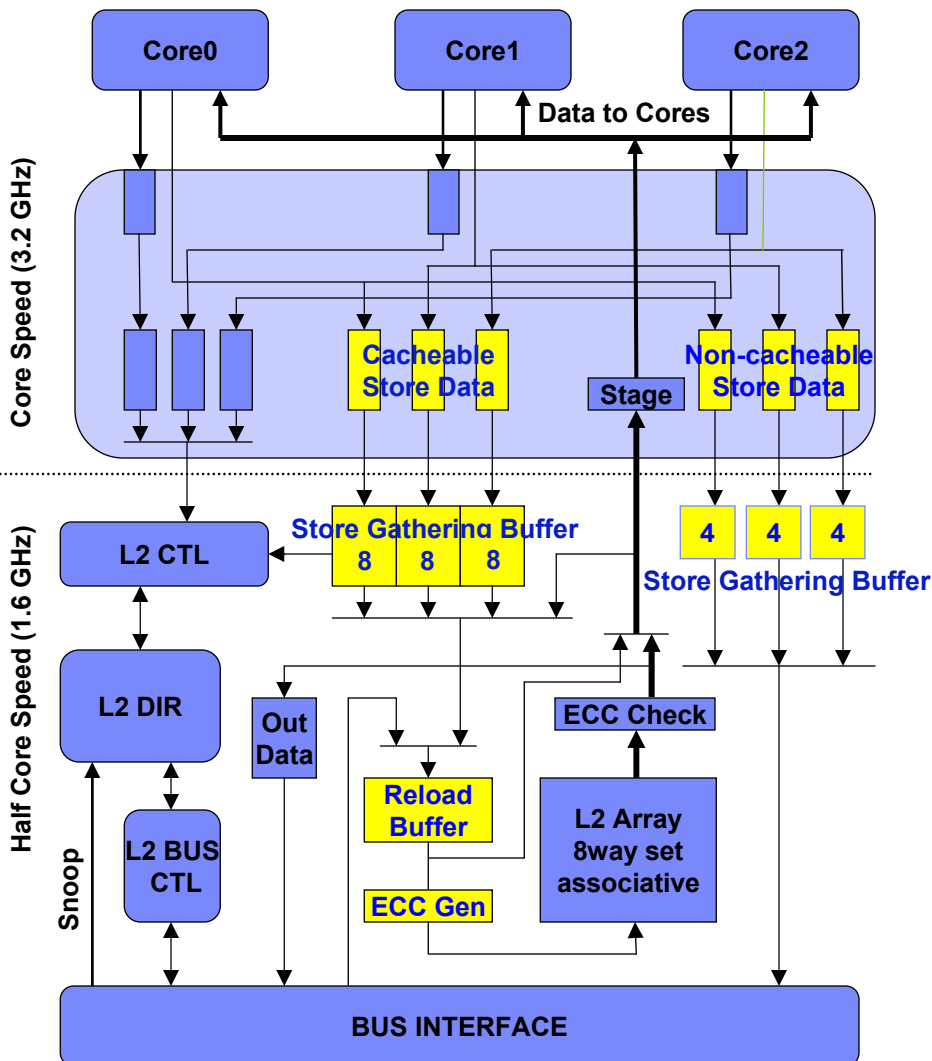 Core0
Core1
Core2
Data to Cores
Core Speed (3.2 GHz)
Cacheable
Store Data
Non-cacheable
Store Data
Stage
Half Core Speed (1.6 GHz)
L2 CTL
Store Gathering Buffer
8 8 8
4 4 4
Store Gathering Buffer
L2 DIR
Out
Data
ECC Check
Reload
Buffer
L2 Array
8way set
associative
L2 BUS
CTL
ECC Gen
Snoop
BUS INTERFACE